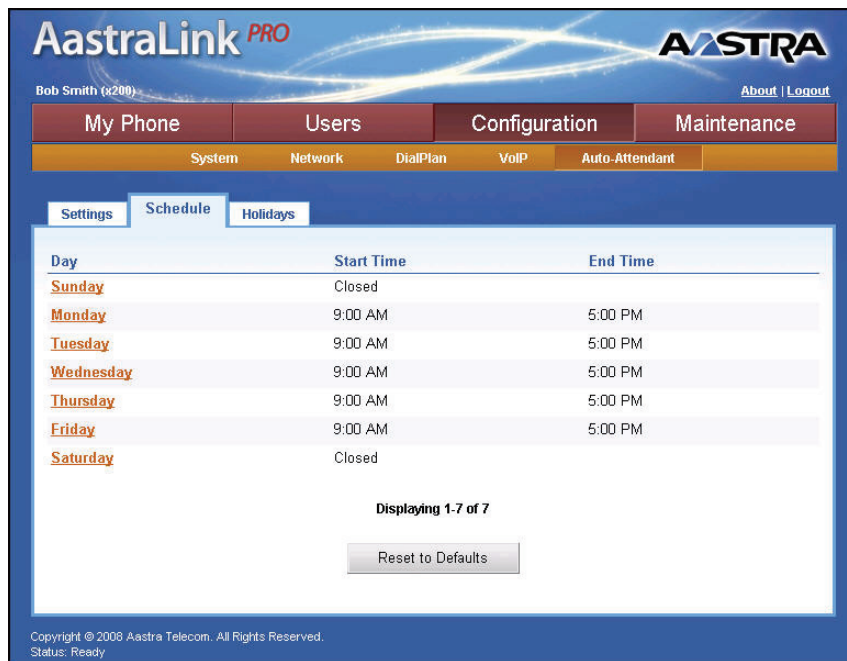 AastraLink PRO
AASTRA
Bob Smith (x200)
About | Logout
My Phone Users Configuration Maintenance
System Network DialPlan VoIP Auto-Attendant
Settings Schedule Holidays
Day Start Time End Time
Sunday Closed
Monday 9:00 AM 5:00 PM
Tuesday 9:00 AM 5:00 PM
Wednesday 9:00 AM 5:00 PM
Thursday 9:00 AM 5:00 PM
Friday 9:00 AM 5:00 PM
Saturday Closed
Displaying 1-7 of 7
Reset to Defaults
Copyright © 2008 Aastra Telecom. All Rights Reserved.
Status: Ready